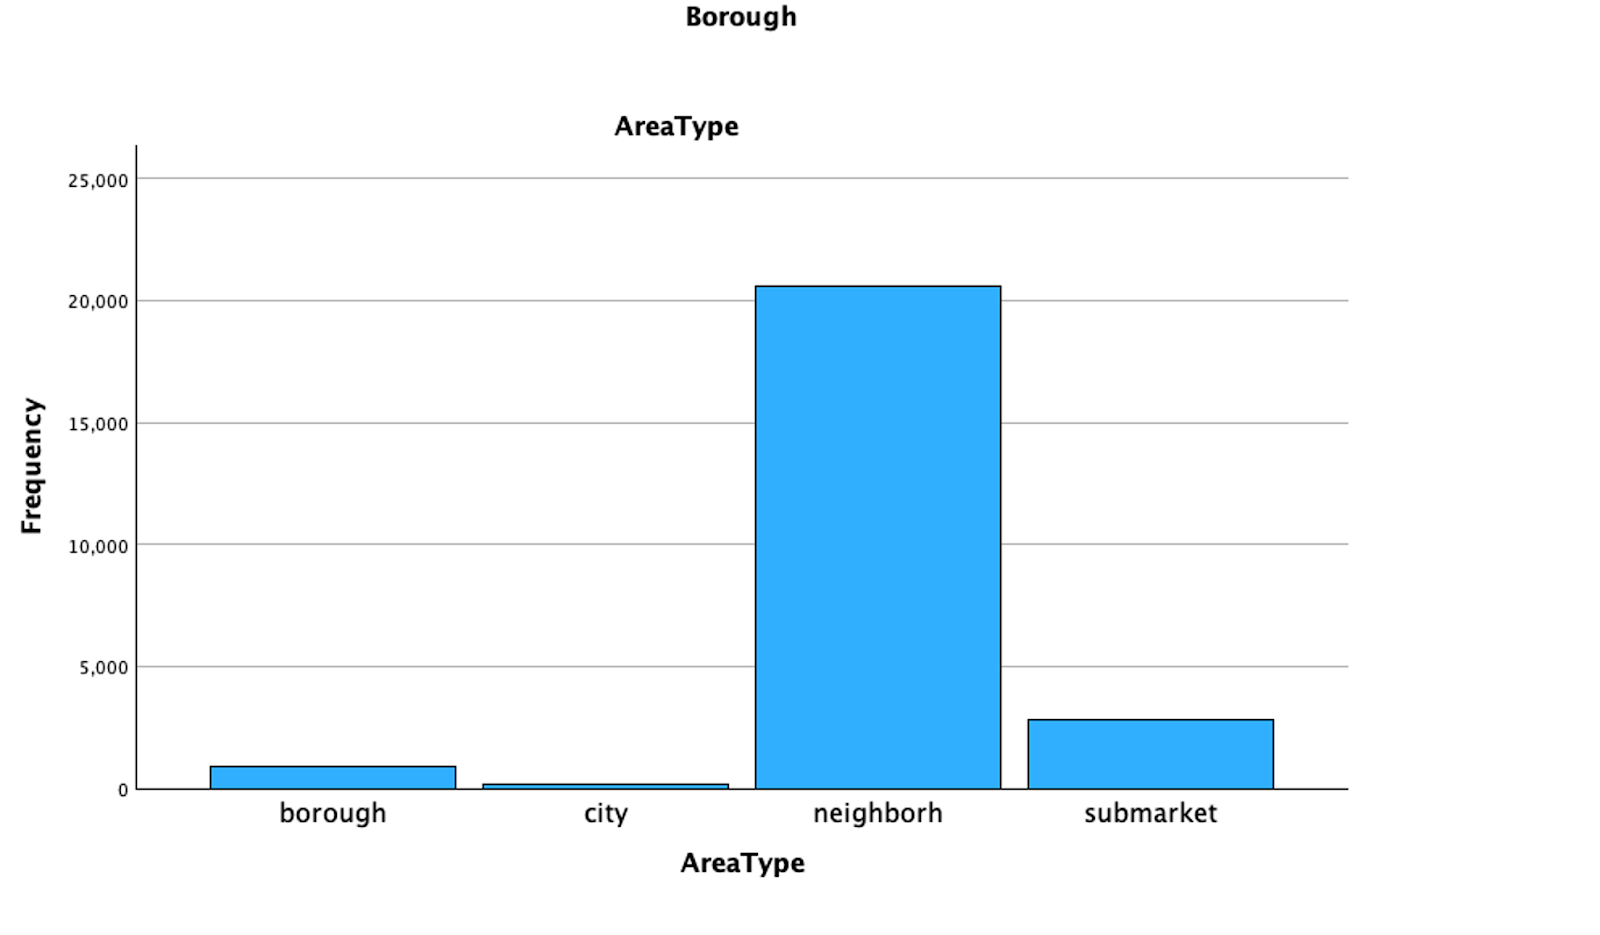 Borough
AreaType
25,000
20,000
15,000
10,000
5,000
0
Frequency
borough city neighborh submarket
AreaType